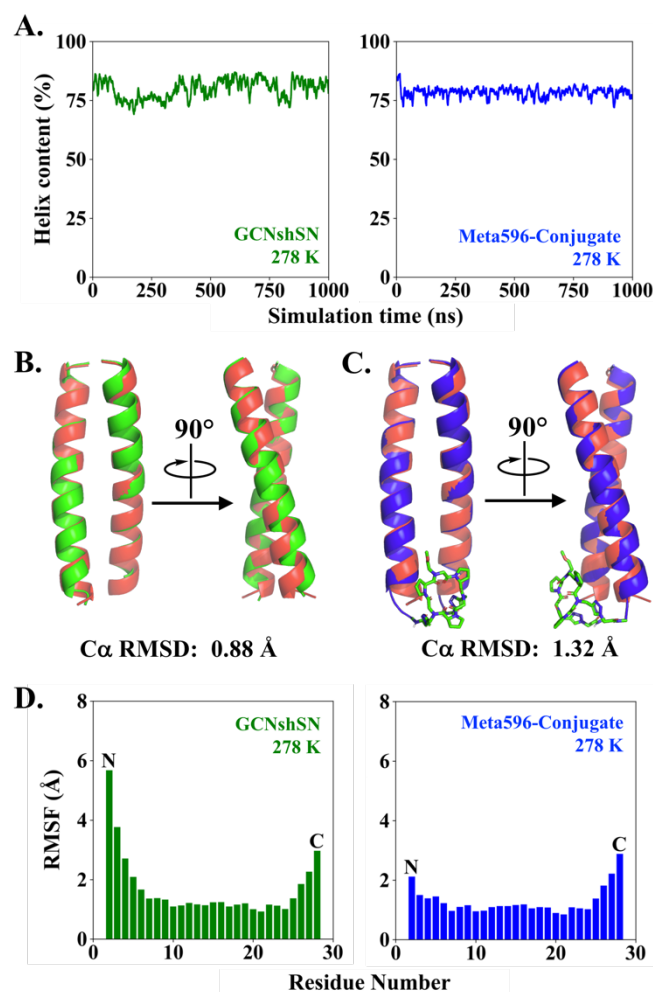 A.
100
75
50
25
0
Helix content (%)
GCNshSN
278 K
0 250 500 750 1000
100
75
50
25
0
Meta596-Conjugate
278 K
0 250 500 750 1000
Simulation time (ns)
B.
90°
Cα RMSD: 0.88 Å
C.
90°
Cα RMSD: 1.32 Å
D.
8
6
4
2
0
RMSF (Å)
GCNshSN
278 K
N
C
0 10 20 30
8
6
4
2
0
Meta596-Conjugate
278 K
N
C
0 10 20 30
Residue Number